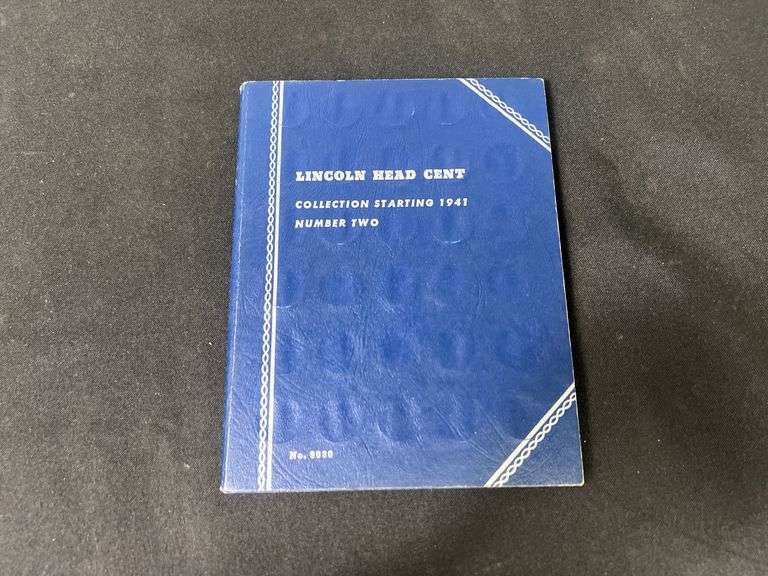 LINCOLN HEAD CENT
COLLECTION STARTING 1941
NUMBER TWO
No. 9030